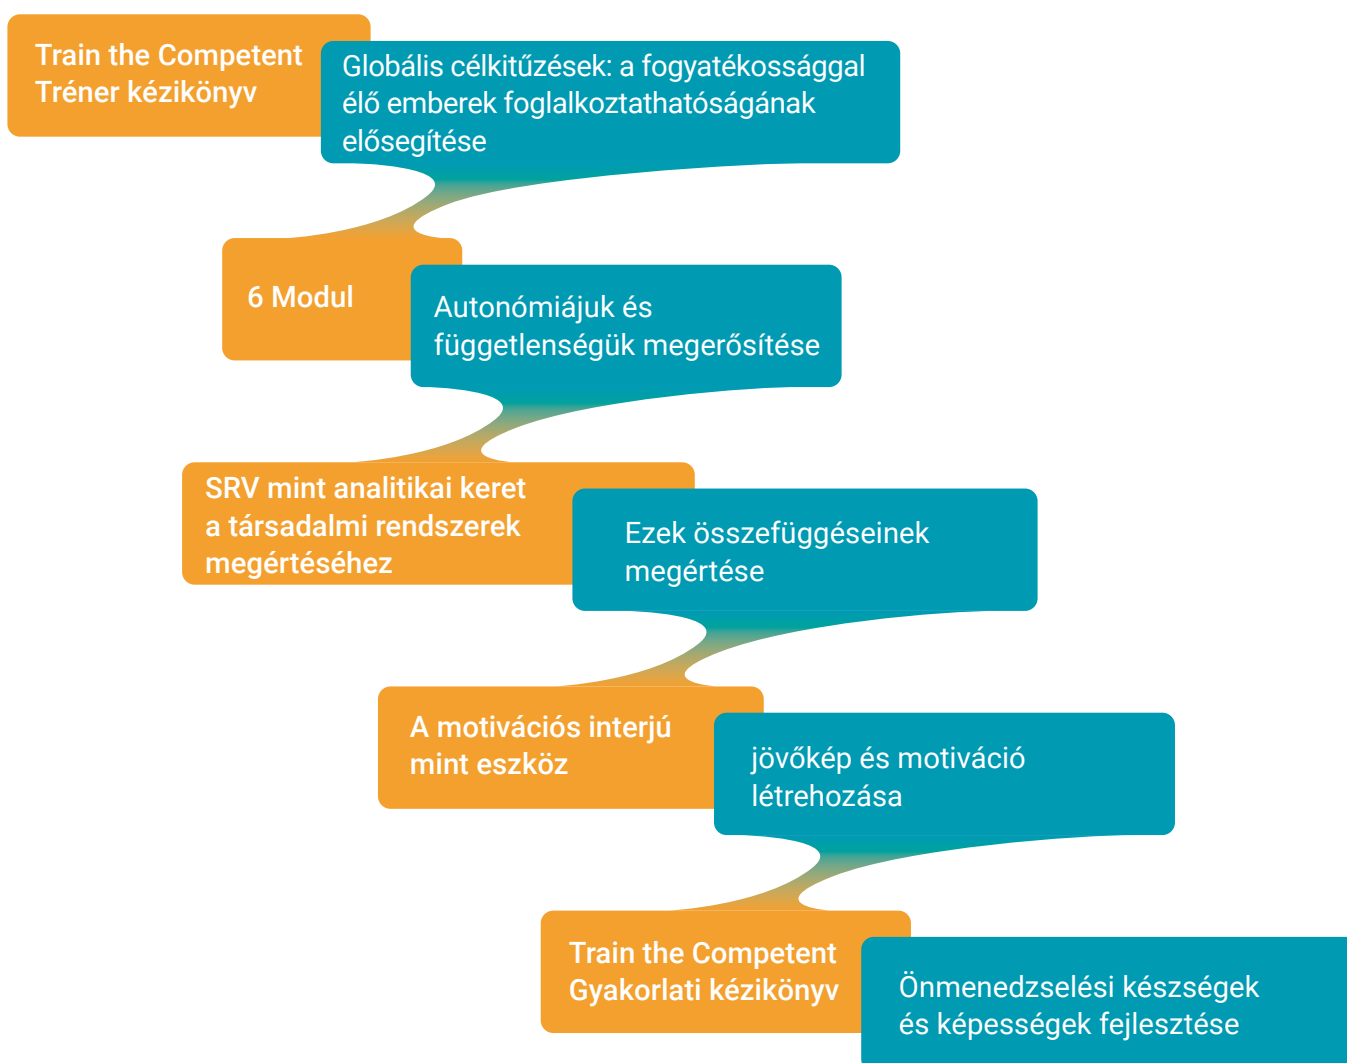 Train the Competent
Tréner kézikönyv
Globális célkitűzések: a fogyatékossággal
élő emberek foglalkoztathatóságának
elősegítése
6 Modul
Autonómiájuk és
függetlenségük megerősítése
SRV mint analitikai keret
a társadalmi rendszerek
megértéséhez
Ezek összefüggéseinek
megértése
A motivációs interjú
mint eszköz
jövőkép és motiváció
létrehozása
Train the Competent
Gyakorlati kézikönyv
Önmenedzselési készségek
és képességek fejlesztése